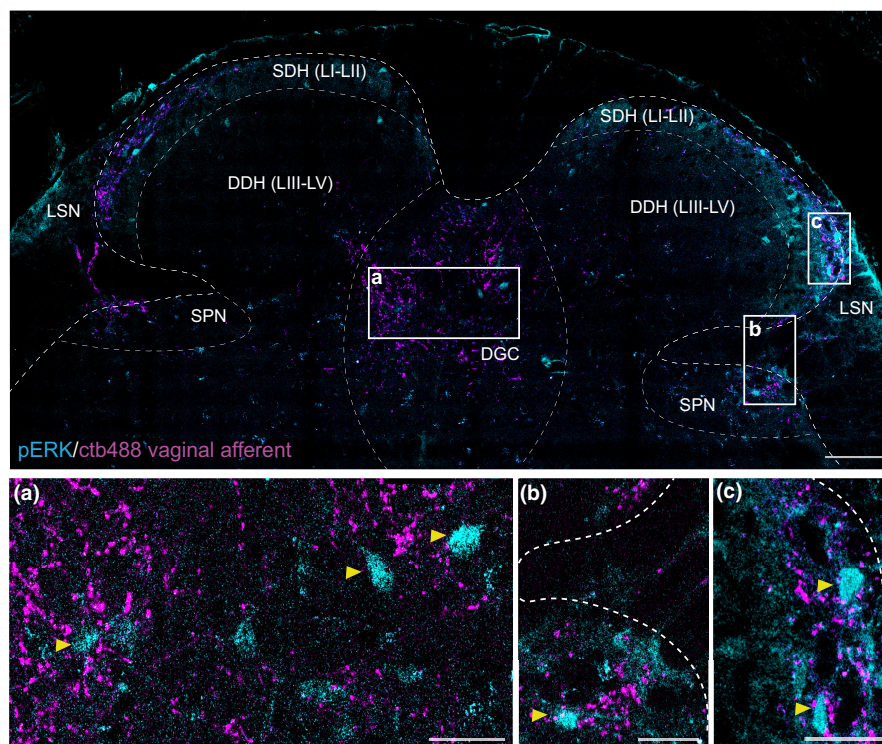 SDH (LI-LII)
SDH (LI-LII)
DDH (LIII-LV)
DDH (LIII-LV)
LSN
c
a
LSN
SPN
b
DGC
SPN
pERK/ctb488 vaginal afferent
(a)
(b)
(c)